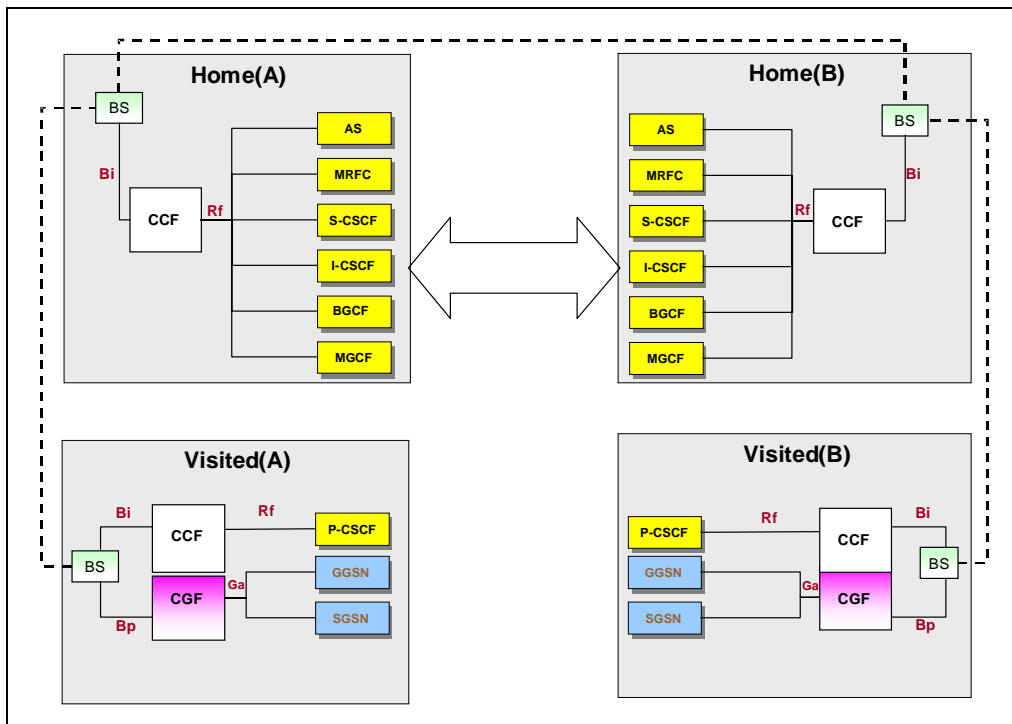 Home(A)
BS
Bi
CCF
Rf
AS
MRFC
S-CSCF
I-CSCF
BGCF
MGCF
Home(B)
AS
MRFC
S-CSCF
I-CSCF
BGCF
MGCF
Rf
CCF
Bi
BS
Visited(A)
BS
Bi
Bp
CCF
CGF
Rf
Ga
P-CSCF
GGSN
SGSN
Visited(B)
P-CSCF
GGSN
SGSN
Rf
Ga
CCF
CGF
Bi
Bp
BS